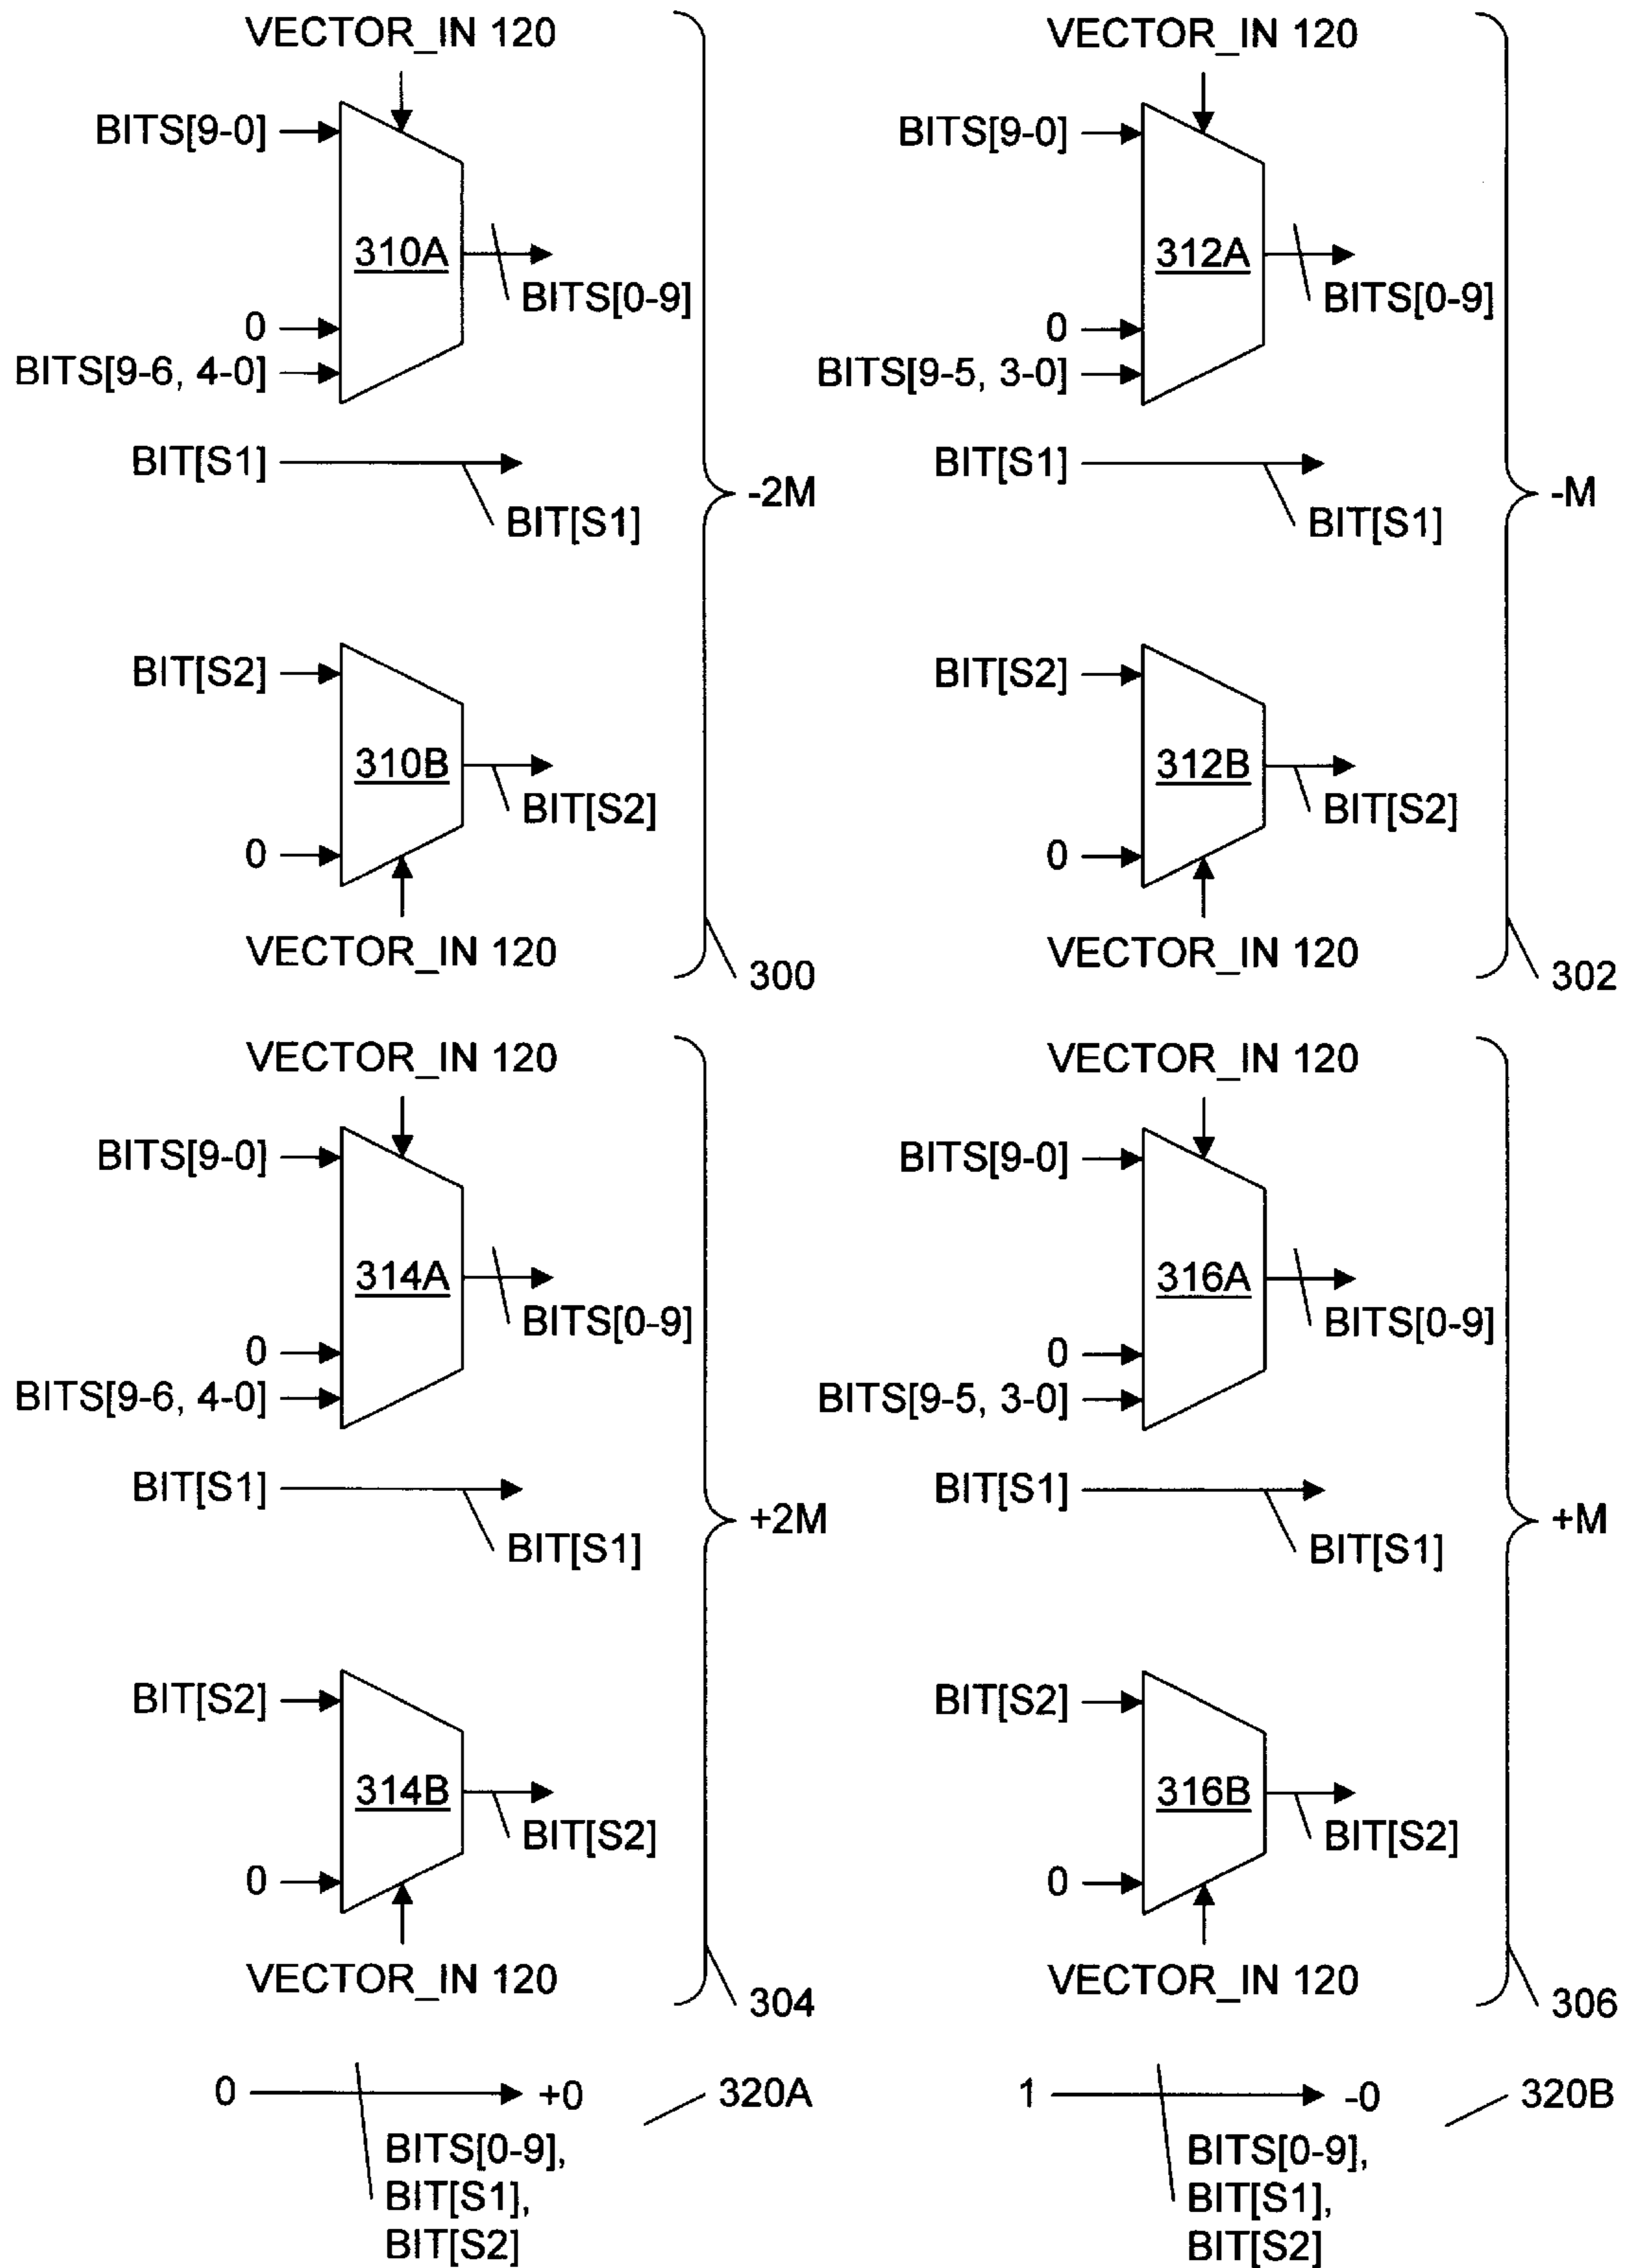 VECTOR_IN 120
BITS[9-0]
310A
BITS[0-9]
0
BITS[9-6, 4-0]
BIT[S1]
BIT[S1]
-2M
BIT[S2]
310B
BIT[S2]
0
VECTOR_IN 120
300
VECTOR_IN 120
BITS[9-0]
312A
BITS[0-9]
0
BITS[9-5, 3-0]
BIT[S1]
BIT[S1]
-M
BIT[S2]
312B
BIT[S2]
0
VECTOR_IN 120
302
VECTOR_IN 120
BITS[9-0]
314A
BITS[0-9]
0
BITS[9-6, 4-0]
BIT[S1]
BIT[S1]
+2M
BIT[S2]
314B
BIT[S2]
0
VECTOR_IN 120
304
VECTOR_IN 120
BITS[9-0]
316A
BITS[0-9]
0
BITS[9-5, 3-0]
BIT[S1]
BIT[S1]
+M
BIT[S2]
316B
BIT[S2]
0
VECTOR_IN 120
306
0
+0
320A
BITS[0-9],
BIT[S1],
BIT[S2]
1
-0
320B
BITS[0-9],
BIT[S1],
BIT[S2]